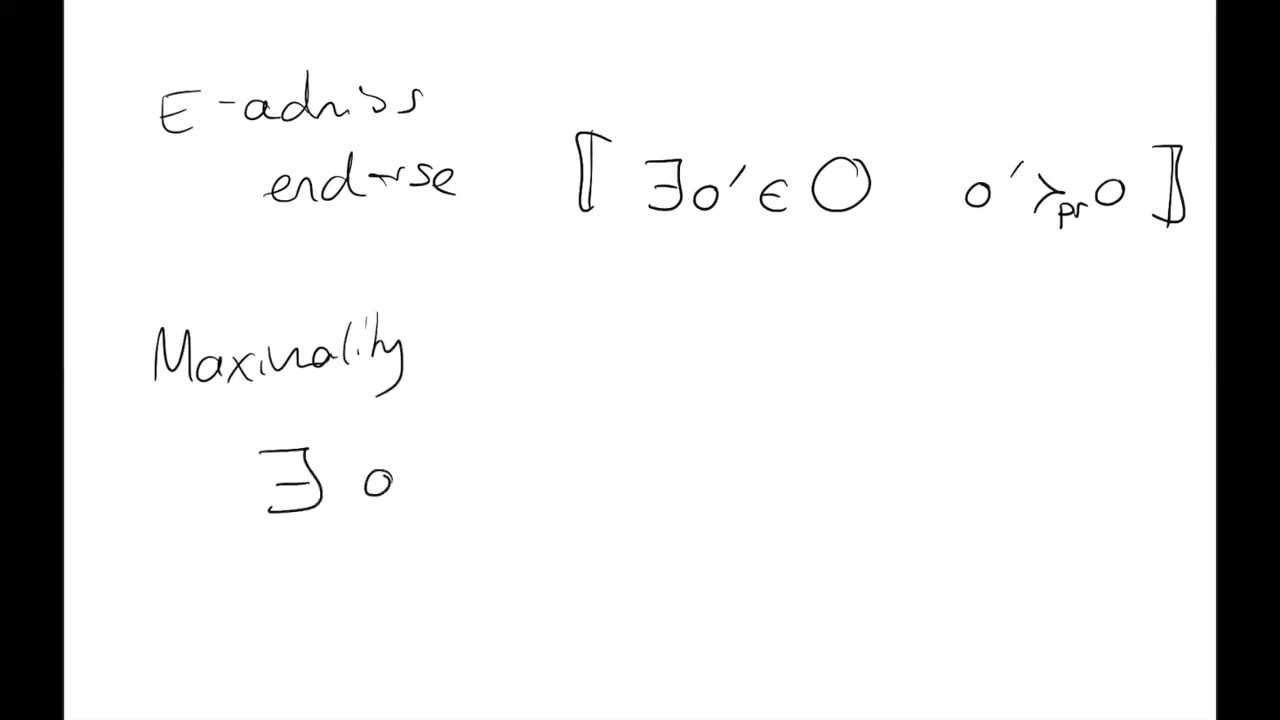 E-admiss
endorse ⟦ ∃o′∈O o′ ≻pr o ⟧
Maximality
∃ o